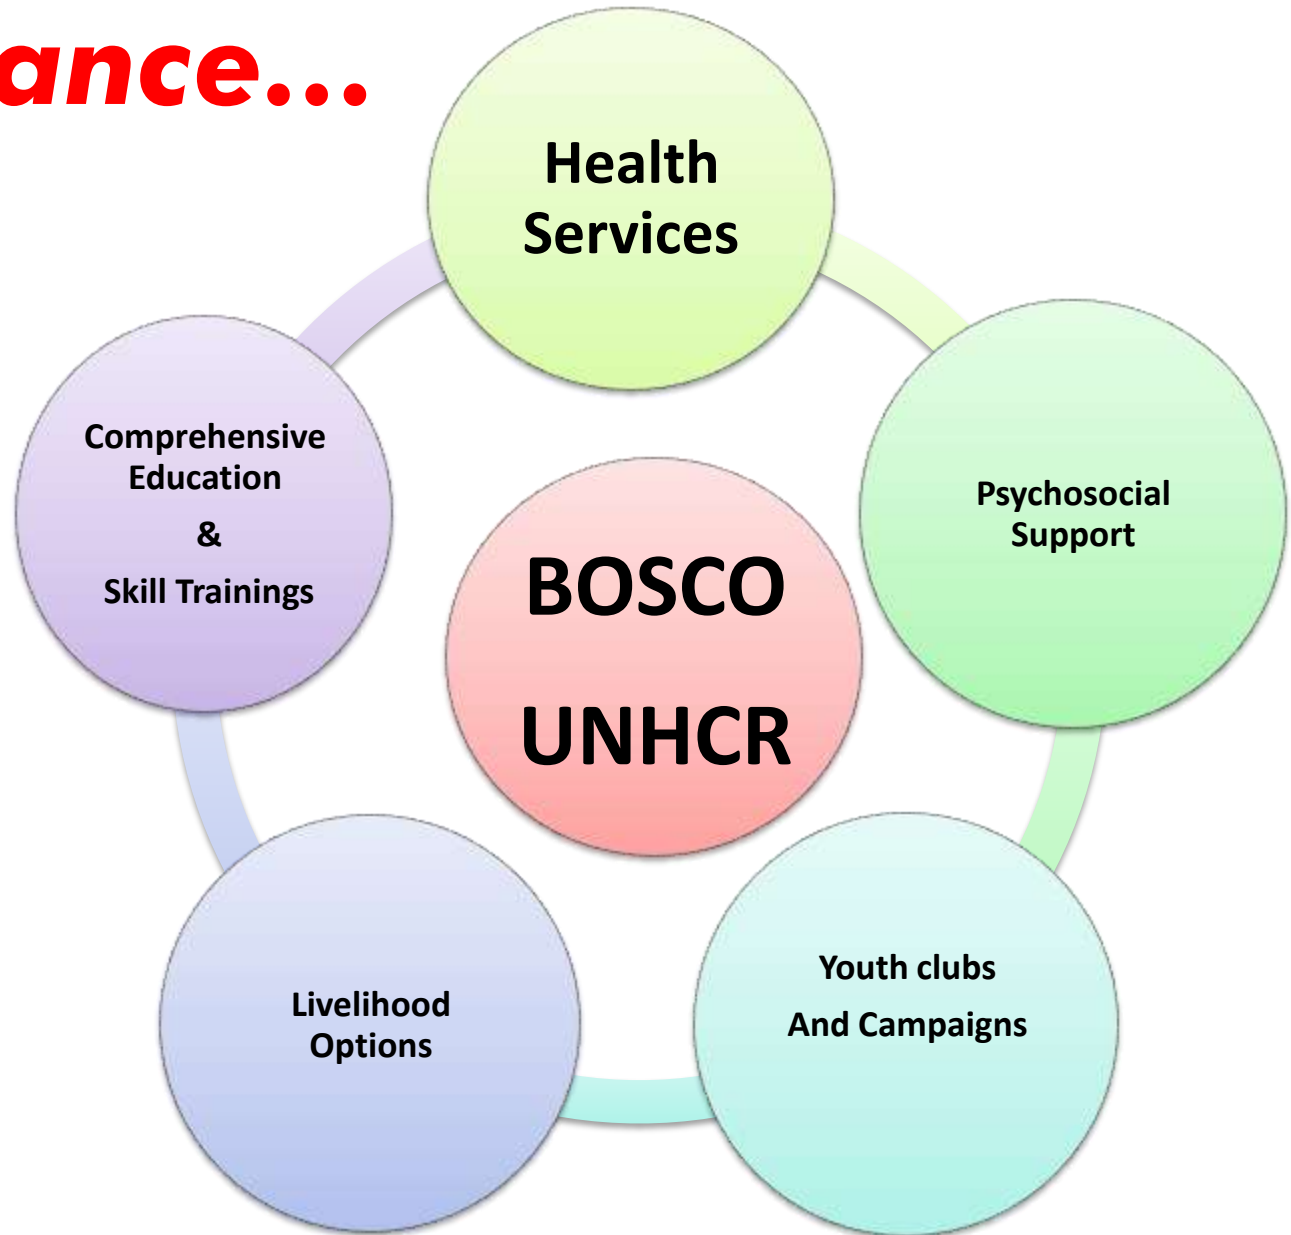 ance...
Health
Services
Psychosocial
Support
Youth clubs
And Campaigns
Livelihood
Options
Comprehensive
Education
&
Skill Trainings
BOSCO
UNHCR